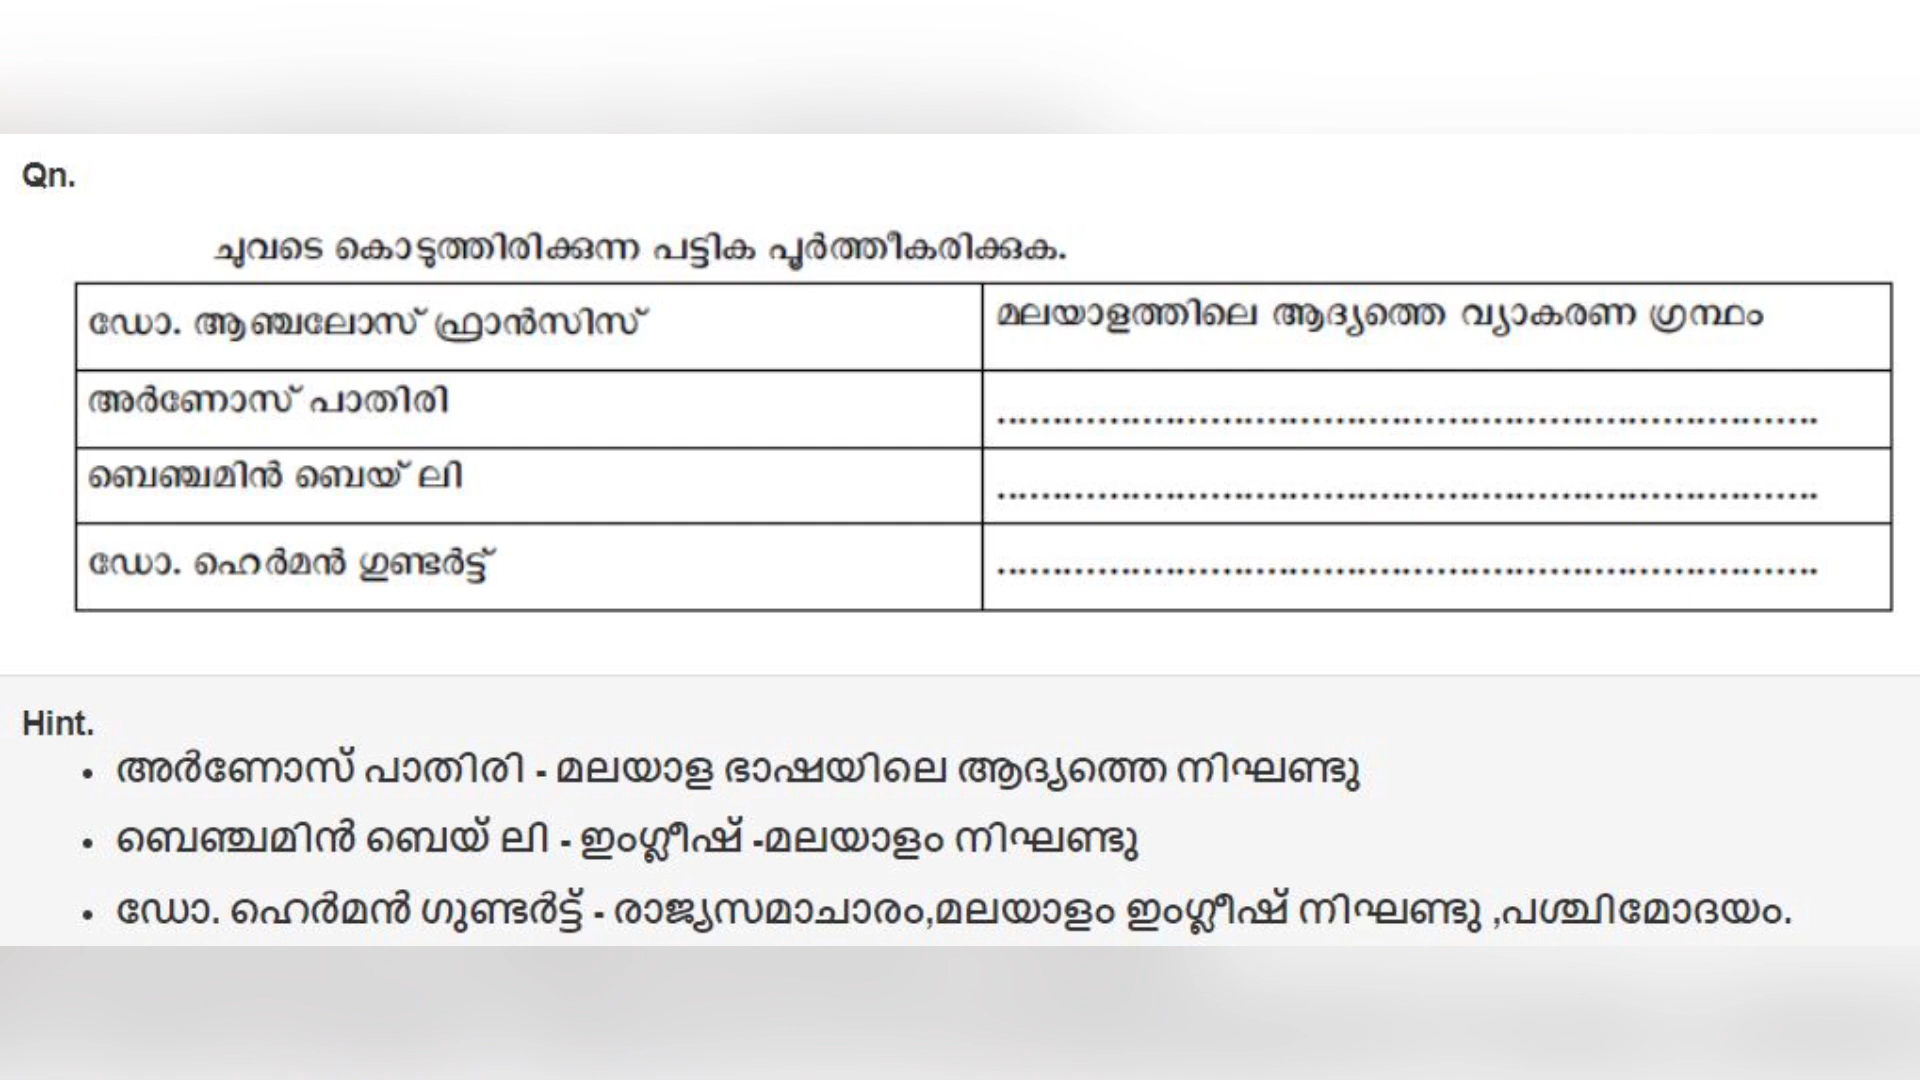 Qn.
ചുവടെ കൊടുത്തിരിക്കുന്ന പട്ടിക പൂർത്തീകരിക്കുക.
ഡോ. ആഞ്ചലോസ് ഫ്രാൻസിസ്
മലയാളത്തിലെ ആദ്യത്തെ വ്യാകരണ ഗ്രന്ഥം
അർണോസ് പാതിരി
................................................................................
ബെഞ്ചമിൻ ബെയ് ലി
................................................................................
ഡോ. ഹെർമൻ ഗുണ്ടർട്ട്
................................................................................
Hint.
• അർണോസ് പാതിരി - മലയാള ഭാഷയിലെ ആദ്യത്തെ നിഘണ്ടു
• ബെഞ്ചമിൻ ബെയ് ലി - ഇംഗ്ലീഷ് -മലയാളം നിഘണ്ടു
• ഡോ. ഹെർമൻ ഗുണ്ടർട്ട് - രാജ്യസമാചാരം,മലയാളം ഇംഗ്ലീഷ് നിഘണ്ടു ,പശ്ചിമോദയം.